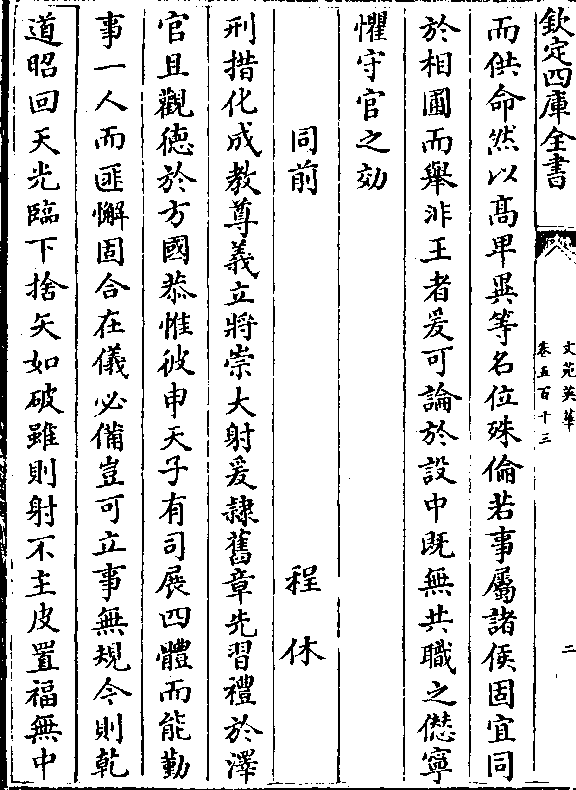 欽定四庫全書
文苑英華
卷五百十三
二
而供命然以髙卑異等名位殊倫若事屬諸侯固宜同
於相圃而舉非王者爰可論於設中既無共職之僽寧
懼守官之効
同前 程休
刑措化成教尊義立將崇大射爰隷舊章先習禮於澤
官且觀徳於方國恭惟彼申天子有司展四體而能勤
事一人而匪懈固合在儀必備豈可立事無規今則乾
道昭回天光臨下捨矢如破雖則射不主皮置福無中